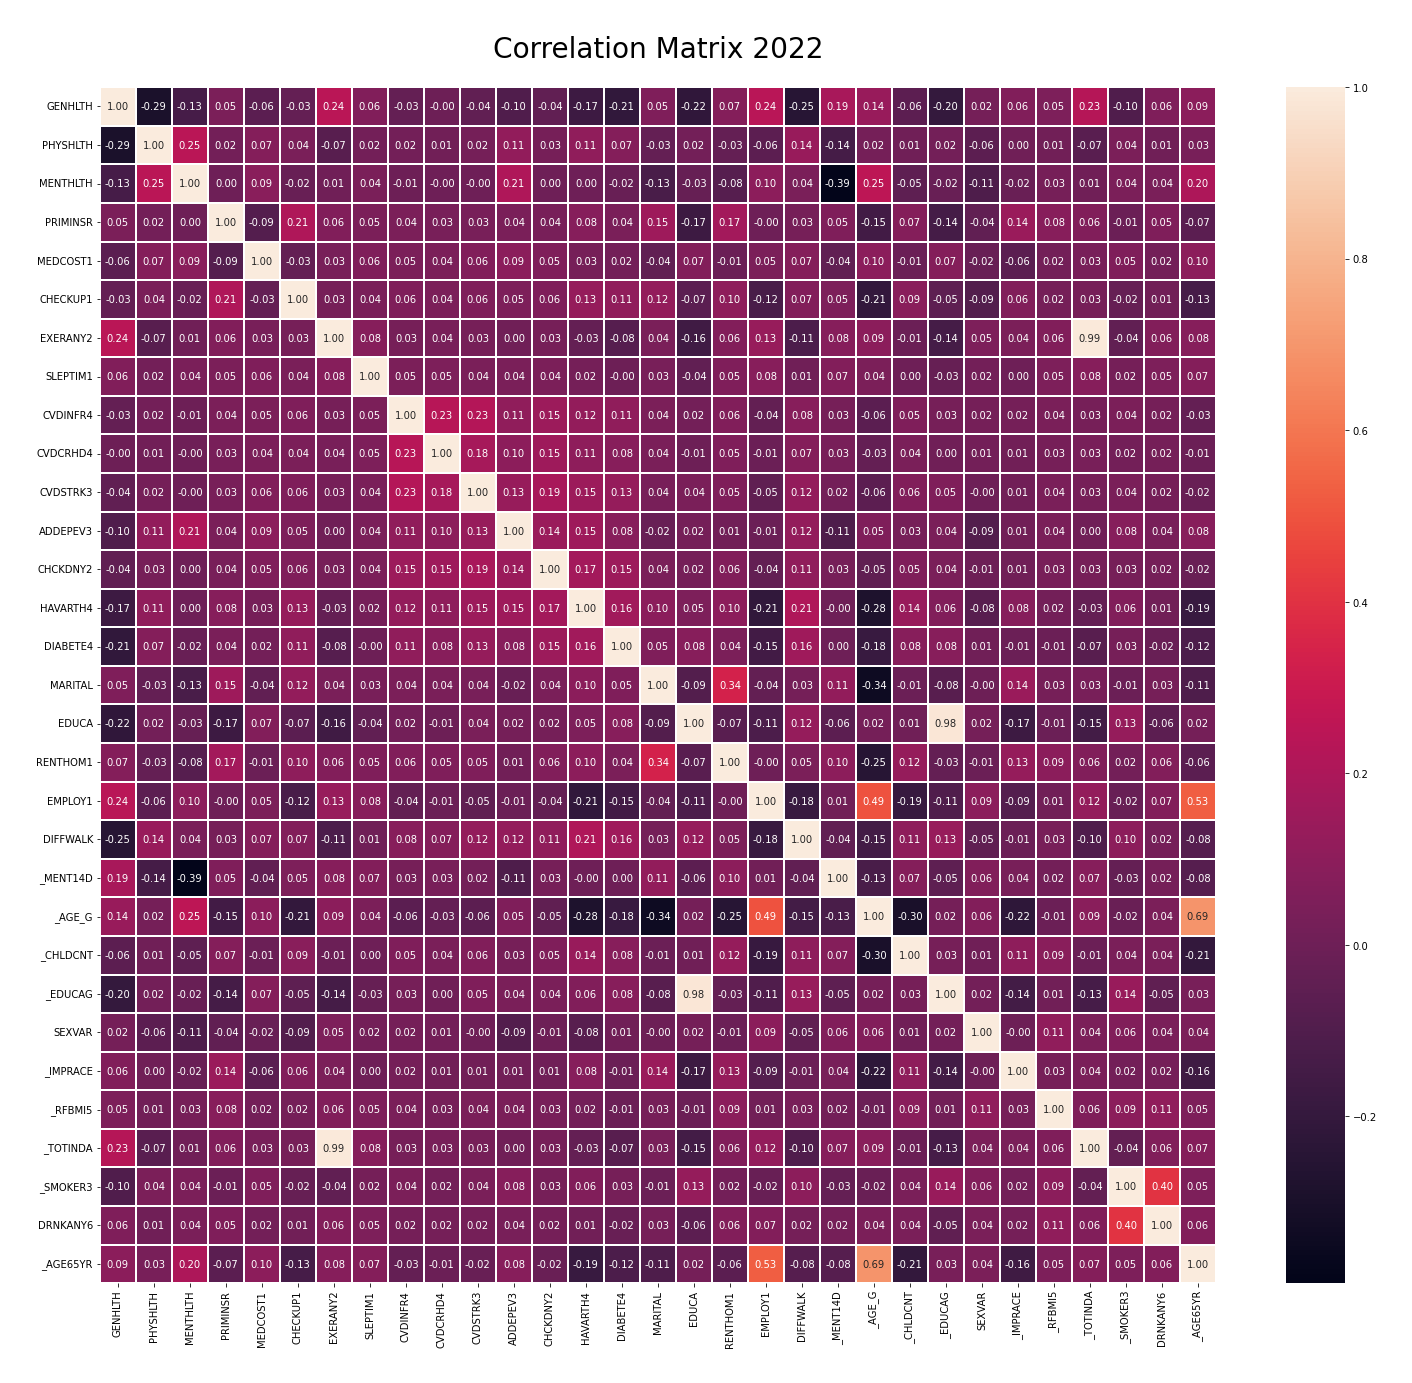 Correlation Matrix 2022
GENHLTH 1.00 -0.29 -0.13 0.05 -0.06 -0.03 0.24 0.06 -0.03 -0.00 -0.04 -0.10 -0.04 -0.17 -0.21 0.05 -0.22 0.07 0.24 -0.25 0.19 0.14 -0.06 -0.20 0.02 0.06 0.05 0.23 -0.10 0.06 0.09
PHYSHLTH -0.29 1.00 0.25 0.02 0.07 0.04 -0.07 0.02 0.02 0.01 0.02 0.11 0.03 0.11 0.07 -0.03 0.02 -0.03 -0.06 0.14 -0.14 0.02 0.01 0.02 -0.06 0.00 0.01 -0.07 0.04 0.01 0.03
MENTHLTH -0.13 0.25 1.00 0.00 0.09 -0.02 0.01 0.04 -0.01 -0.00 -0.00 0.21 0.00 0.00 -0.02 -0.13 -0.03 -0.08 0.10 0.04 -0.39 0.25 -0.05 -0.02 -0.11 -0.02 0.03 0.01 0.04 0.04 0.20
PRIMINSR 0.05 0.02 0.00 1.00 -0.09 0.21 0.06 0.05 0.04 0.03 0.03 0.04 0.04 0.08 0.04 0.15 -0.17 0.17 -0.00 0.03 0.05 -0.15 0.07 -0.14 -0.04 0.14 0.08 0.06 -0.01 0.05 -0.07
MEDCOST1 -0.06 0.07 0.09 -0.09 1.00 -0.03 0.03 0.06 0.05 0.04 0.06 0.09 0.05 0.03 0.02 -0.04 0.07 -0.01 0.05 0.07 -0.04 0.10 -0.01 0.07 -0.02 -0.06 0.02 0.03 0.05 0.02 0.10
CHECKUP1 -0.03 0.04 -0.02 0.21 -0.03 1.00 0.03 0.04 0.06 0.04 0.06 0.05 0.06 0.13 0.11 0.12 -0.07 0.10 -0.12 0.07 0.05 -0.21 0.09 -0.05 -0.09 0.06 0.02 0.03 -0.02 0.01 -0.13
EXERANY2 0.24 -0.07 0.01 0.06 0.03 0.03 1.00 0.08 0.03 0.04 0.03 0.00 0.03 -0.03 -0.08 0.04 -0.16 0.06 0.13 -0.11 0.08 0.09 -0.01 -0.14 0.05 0.04 0.06 0.99 -0.04 0.06 0.08
SLEPTIM1 0.06 0.02 0.04 0.05 0.06 0.04 0.08 1.00 0.05 0.05 0.04 0.04 0.04 0.02 -0.00 0.03 -0.04 0.05 0.08 0.01 0.07 0.04 0.00 -0.03 0.02 0.00 0.05 0.08 0.02 0.05 0.07
CVDINFR4 -0.03 0.02 -0.01 0.04 0.05 0.06 0.03 0.05 1.00 0.23 0.23 0.11 0.15 0.12 0.11 0.04 0.02 0.06 -0.04 0.08 0.03 -0.06 0.05 0.03 0.02 0.02 0.04 0.03 0.04 0.02 -0.03
CVDCRHD4 -0.00 0.01 -0.00 0.03 0.04 0.04 0.04 0.05 0.23 1.00 0.18 0.10 0.15 0.11 0.08 0.04 -0.01 0.05 -0.01 0.07 0.03 -0.03 0.04 0.00 0.01 0.01 0.03 0.03 0.02 0.02 -0.01
CVDSTRK3 -0.04 0.02 -0.00 0.03 0.06 0.06 0.03 0.04 0.23 0.18 1.00 0.13 0.19 0.15 0.13 0.04 0.04 0.05 -0.05 0.12 0.02 -0.06 0.06 0.05 -0.00 0.01 0.04 0.03 0.04 0.02 -0.02
ADDEPEV3 -0.10 0.11 0.21 0.04 0.09 0.05 0.00 0.04 0.11 0.10 0.13 1.00 0.14 0.15 0.08 -0.02 0.02 0.01 -0.01 0.12 -0.11 0.05 0.03 0.04 -0.09 0.01 0.04 0.00 0.08 0.04 0.08
CHCKDNY2 -0.04 0.03 0.00 0.04 0.05 0.06 0.03 0.04 0.15 0.15 0.19 0.14 1.00 0.17 0.15 0.04 0.02 0.06 -0.04 0.11 0.03 -0.05 0.05 0.04 -0.01 0.01 0.03 0.03 0.03 0.02 -0.02
HAVARTH4 -0.17 0.11 0.00 0.08 0.03 0.13 -0.03 0.02 0.12 0.11 0.15 0.15 0.17 1.00 0.16 0.10 0.05 0.10 -0.21 0.21 -0.00 -0.28 0.14 0.06 -0.08 0.08 0.02 -0.03 0.06 0.01 -0.19
DIABETE4 -0.21 0.07 -0.02 0.04 0.02 0.11 -0.08 -0.00 0.11 0.08 0.13 0.08 0.15 0.16 1.00 0.05 0.08 0.04 -0.15 0.16 0.00 -0.18 0.08 0.08 0.01 -0.01 -0.01 -0.07 0.03 -0.02 -0.12
MARITAL 0.05 -0.03 -0.13 0.15 -0.04 0.12 0.04 0.03 0.04 0.04 0.04 -0.02 0.04 0.10 0.05 1.00 -0.09 0.34 -0.04 0.03 0.11 -0.34 -0.01 -0.08 -0.00 0.14 0.03 0.03 -0.01 0.03 -0.11
EDUCA -0.22 0.02 -0.03 -0.17 0.07 -0.07 -0.16 -0.04 0.02 -0.01 0.04 0.02 0.02 0.05 0.08 -0.09 1.00 -0.07 -0.11 0.12 -0.06 0.02 0.01 0.98 0.02 -0.17 -0.01 -0.15 0.13 -0.06 0.02
RENTHOM1 0.07 -0.03 -0.08 0.17 -0.01 0.10 0.06 0.05 0.06 0.05 0.05 0.01 0.06 0.10 0.04 0.34 -0.07 1.00 -0.00 0.05 0.10 -0.25 0.12 -0.03 -0.01 0.13 0.09 0.06 0.02 0.06 -0.06
EMPLOY1 0.24 -0.06 0.10 -0.00 0.05 -0.12 0.13 0.08 -0.04 -0.01 -0.05 -0.01 -0.04 -0.21 -0.15 -0.04 -0.11 -0.00 1.00 -0.18 0.01 0.49 -0.19 -0.11 0.09 -0.09 0.01 0.12 -0.02 0.07 0.53
DIFFWALK -0.25 0.14 0.04 0.03 0.07 0.07 -0.11 0.01 0.08 0.07 0.12 0.12 0.11 0.21 0.16 0.03 0.12 0.05 -0.18 1.00 -0.04 -0.15 0.11 0.13 -0.05 -0.01 0.03 -0.10 0.10 0.02 -0.08
_MENT14D 0.19 -0.14 -0.39 0.05 -0.04 0.05 0.08 0.07 0.03 0.03 0.02 -0.11 0.03 -0.00 0.00 0.11 -0.06 0.10 0.01 -0.04 1.00 -0.13 0.07 -0.05 0.06 0.04 0.02 0.07 -0.03 0.02 -0.08
_AGE_G 0.14 0.02 0.25 -0.15 0.10 -0.21 0.09 0.04 -0.06 -0.03 -0.06 0.05 -0.05 -0.28 -0.18 -0.34 0.02 -0.25 0.49 -0.15 -0.13 1.00 -0.30 0.02 0.06 -0.22 -0.01 0.09 -0.02 0.04 0.69
_CHLDCNT -0.06 0.01 -0.05 0.07 -0.01 0.09 -0.01 0.00 0.05 0.04 0.06 0.03 0.05 0.14 0.08 -0.01 0.01 0.12 -0.19 0.11 0.07 -0.30 1.00 0.03 0.01 0.11 0.09 -0.01 0.04 0.04 -0.21
_EDUCAG -0.20 0.02 -0.02 -0.14 0.07 -0.05 -0.14 -0.03 0.03 0.00 0.05 0.04 0.04 0.06 0.08 -0.08 0.98 -0.03 -0.11 0.13 -0.05 0.02 0.03 1.00 0.02 -0.14 0.01 -0.13 0.14 -0.05 0.03
SEXVAR 0.02 -0.06 -0.11 -0.04 -0.02 -0.09 0.05 0.02 0.02 0.01 -0.00 -0.09 -0.01 -0.08 0.01 -0.00 0.02 -0.01 0.09 -0.05 0.06 0.06 0.01 0.02 1.00 -0.00 0.11 0.04 0.06 0.04 0.04
_IMPRACE 0.06 0.00 -0.02 0.14 -0.06 0.06 0.04 0.00 0.02 0.01 0.01 0.01 0.01 0.08 -0.01 0.14 -0.17 0.13 -0.09 -0.01 0.04 -0.22 0.11 -0.14 -0.00 1.00 0.03 0.04 0.02 0.02 -0.16
_RFBMI5 0.05 0.01 0.03 0.08 0.02 0.02 0.06 0.05 0.04 0.03 0.04 0.04 0.03 0.02 -0.01 0.03 -0.01 0.09 0.01 0.03 0.02 -0.01 0.09 0.01 0.11 0.03 1.00 0.06 0.09 0.11 0.05
_TOTINDA 0.23 -0.07 0.01 0.06 0.03 0.03 0.99 0.08 0.03 0.03 0.03 0.00 0.03 -0.03 -0.07 0.03 -0.15 0.06 0.12 -0.10 0.07 0.09 -0.01 -0.13 0.04 0.04 0.06 1.00 -0.04 0.06 0.07
_SMOKER3 -0.10 0.04 0.04 -0.01 0.05 -0.02 -0.04 0.02 0.04 0.02 0.04 0.08 0.03 0.06 0.03 -0.01 0.13 0.02 -0.02 0.10 -0.03 -0.02 0.04 0.14 0.06 0.02 0.09 -0.04 1.00 0.40 0.05
DRNKANY6 0.06 0.01 0.04 0.05 0.02 0.01 0.06 0.05 0.02 0.02 0.02 0.04 0.02 0.01 -0.02 0.03 -0.06 0.06 0.07 0.02 0.02 0.04 0.04 -0.05 0.04 0.02 0.11 0.06 0.40 1.00 0.06
_AGE65YR 0.09 0.03 0.20 -0.07 0.10 -0.13 0.08 0.07 -0.03 -0.01 -0.02 0.08 -0.02 -0.19 -0.12 -0.11 0.02 -0.06 0.53 -0.08 -0.08 0.69 -0.21 0.03 0.04 -0.16 0.05 0.07 0.05 0.06 1.00
GENHLTH PHYSHLTH MENTHLTH PRIMINSR MEDCOST1 CHECKUP1 EXERANY2 SLEPTIM1 CVDINFR4 CVDCRHD4 CVDSTRK3 ADDEPEV3 CHCKDNY2 HAVARTH4 DIABETE4 MARITAL EDUCA RENTHOM1 EMPLOY1 DIFFWALK _MENT14D _AGE_G _CHLDCNT _EDUCAG SEXVAR _IMPRACE _RFBMI5 _TOTINDA _SMOKER3 DRNKANY6 _AGE65YR
1.0
0.8
0.6
0.4
0.2
0.0
−0.2